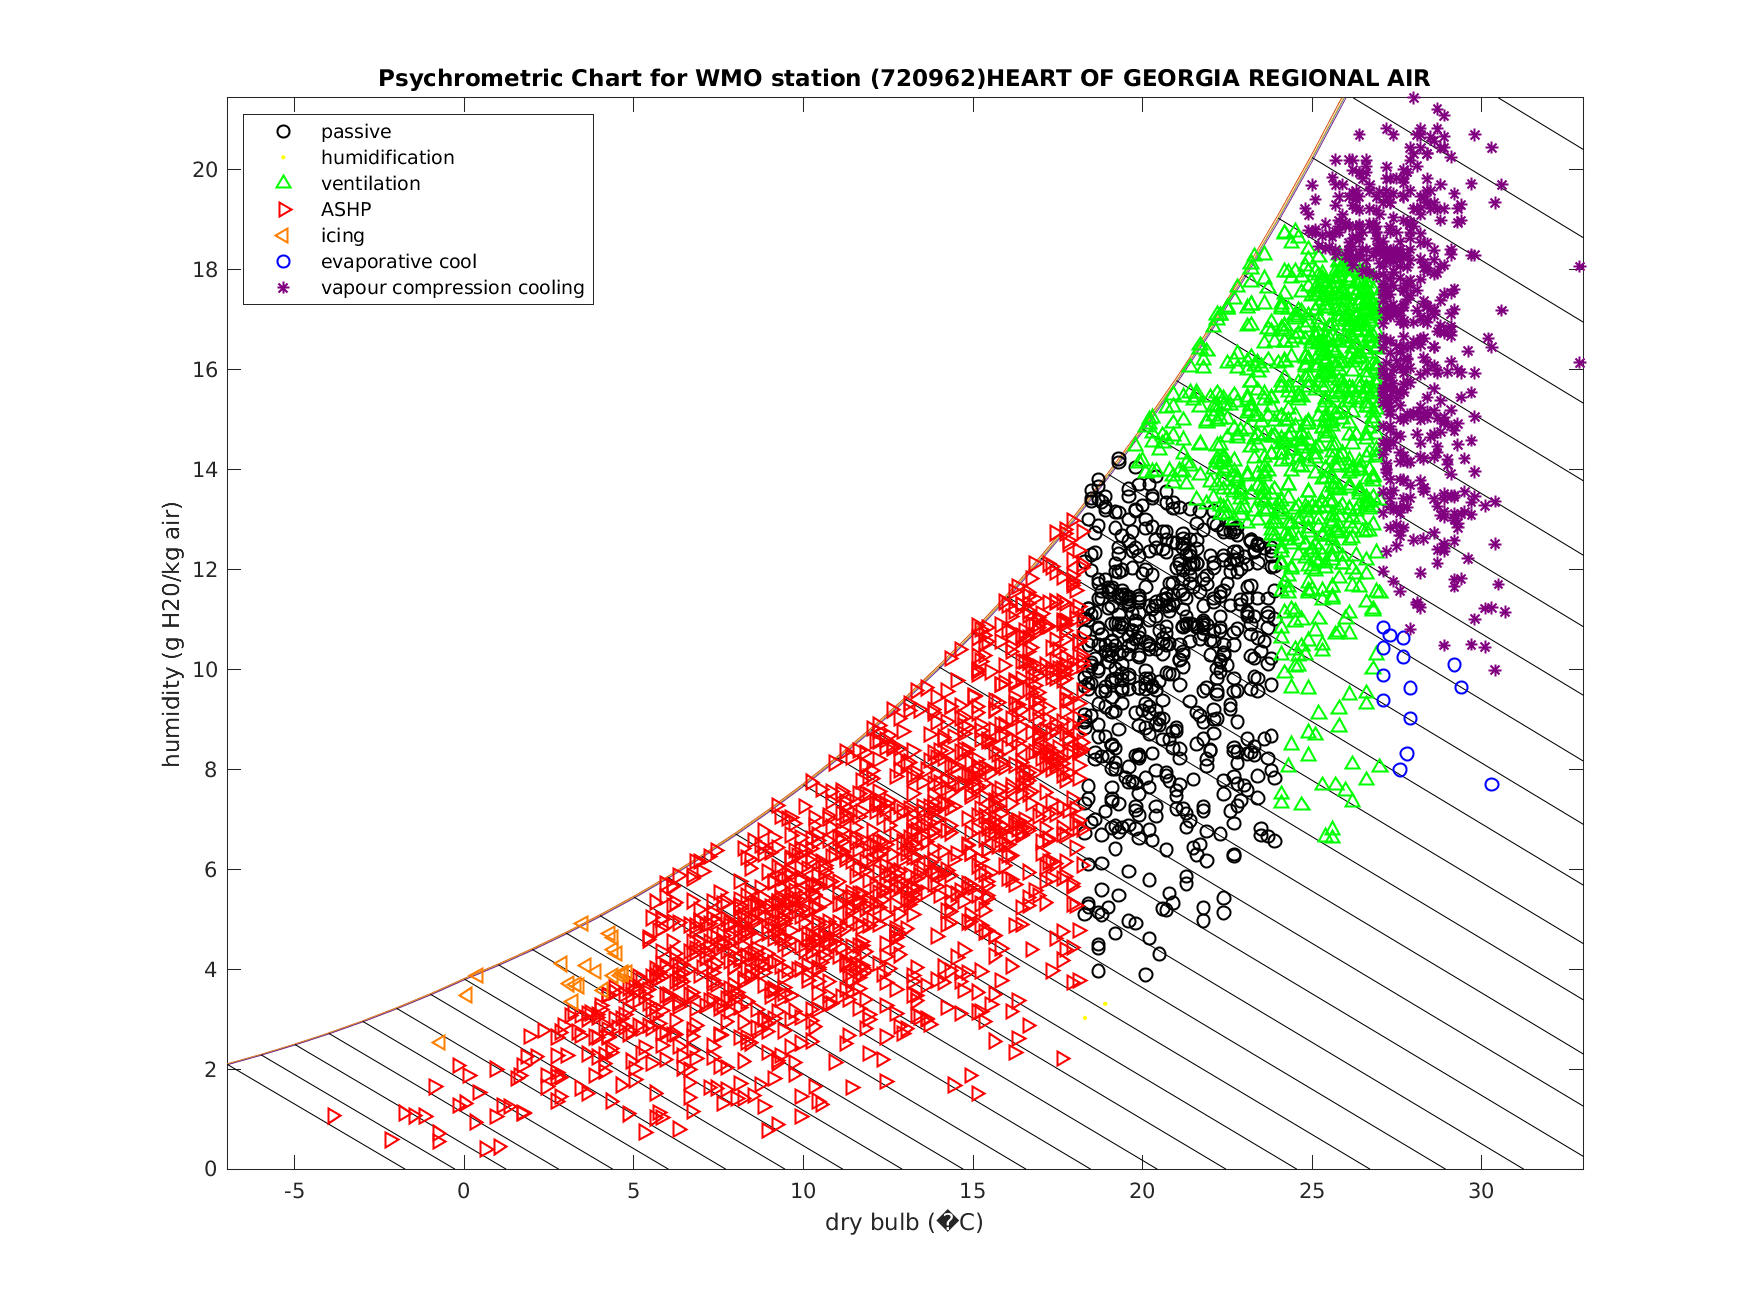 Psychrometric Chart for WMO station (720962)HEART OF GEORGIA REGIONAL AIR
passive
humidification
ventilation
ASHP
icing
evaporative cool
vapour compression cooling
20
18
16
14
12
10
8
6
4
2
0
humidity (g H20/kg air)
-5 0 5 10 15 20 25 30
dry bulb (�C)